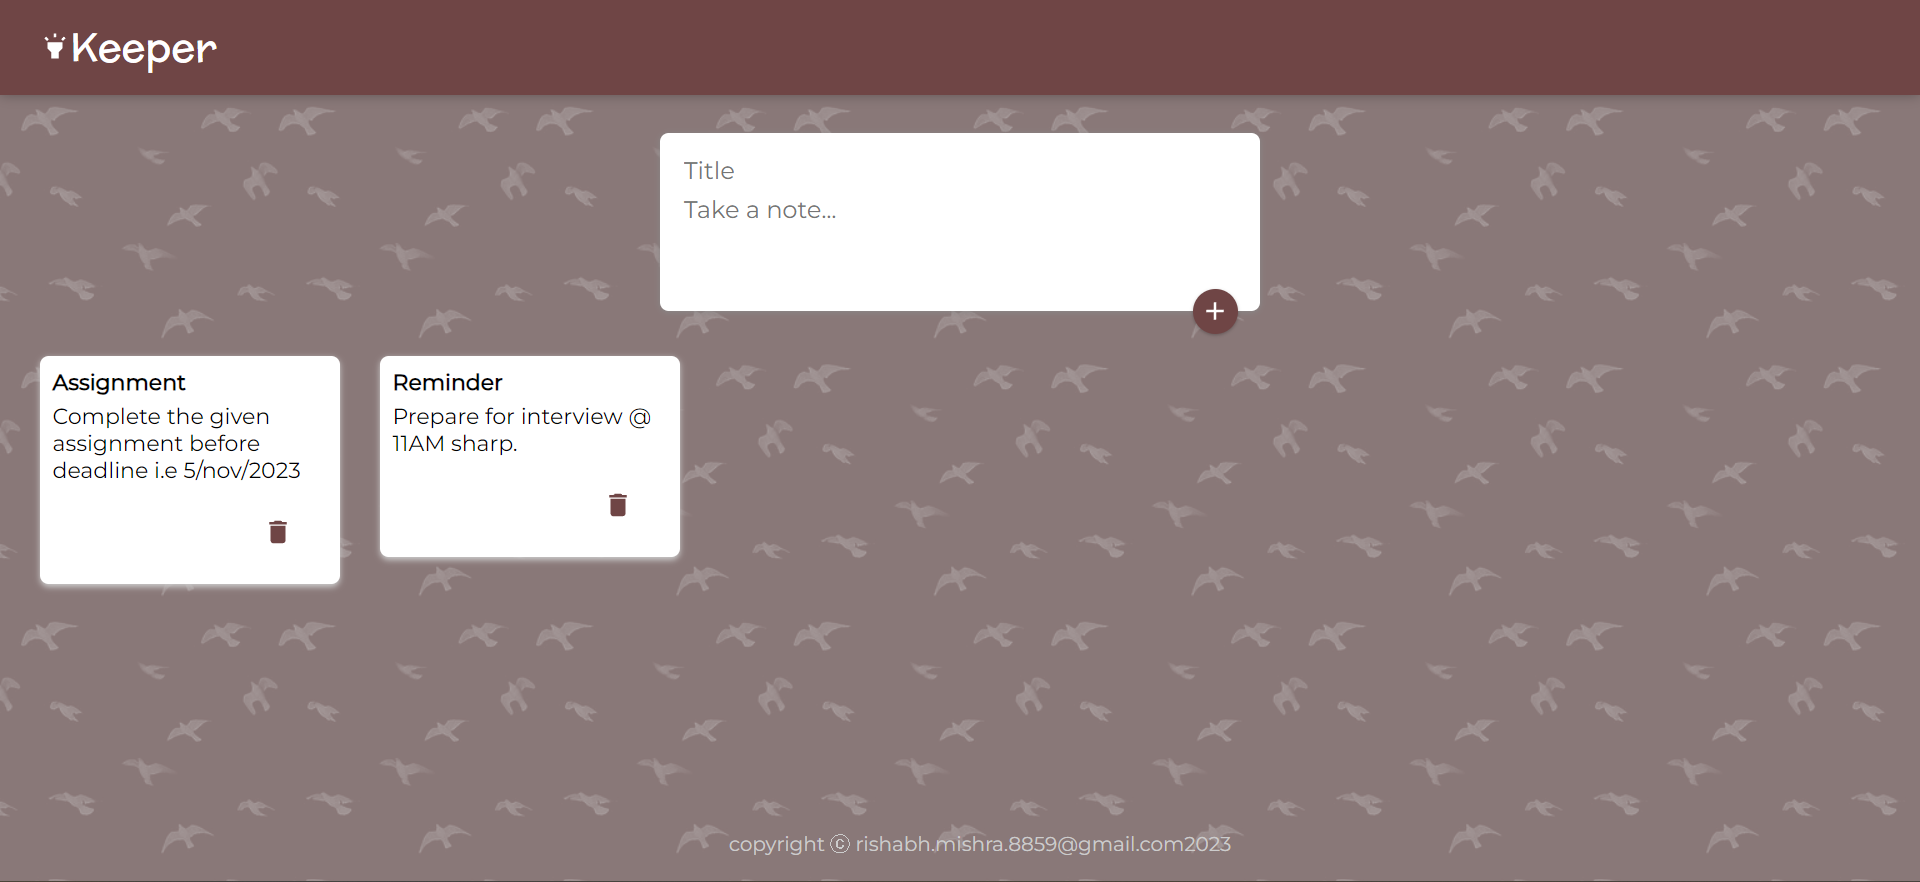 Keeper
Title
Take a note...
Assignment
Complete the given
assignment before
deadline i.e 5/nov/2023
Reminder
Prepare for interview @
11AM sharp.
copyright ⓒ rishabh.mishra.8859@gmail.com2023